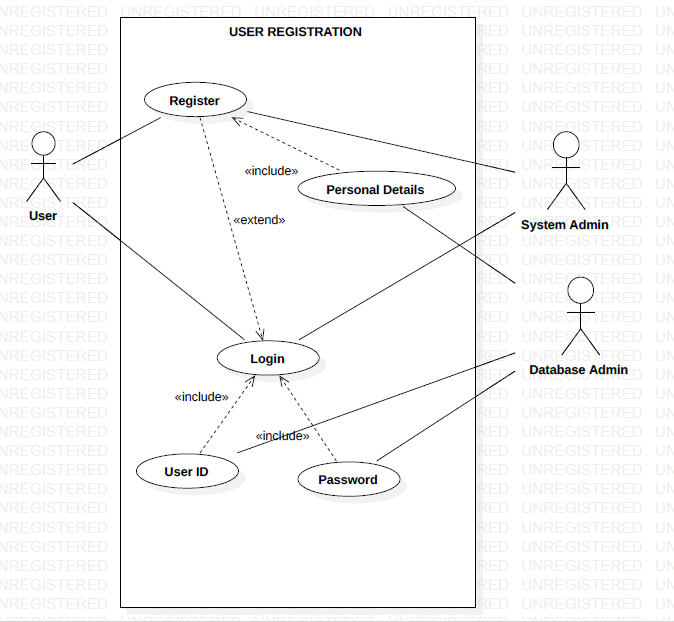 USER REGISTRATION
Register
«include»
Personal Details
User
«extend»
System Admin
Login
Database Admin
«include»
«include»
User ID
Password
UNREGISTERED